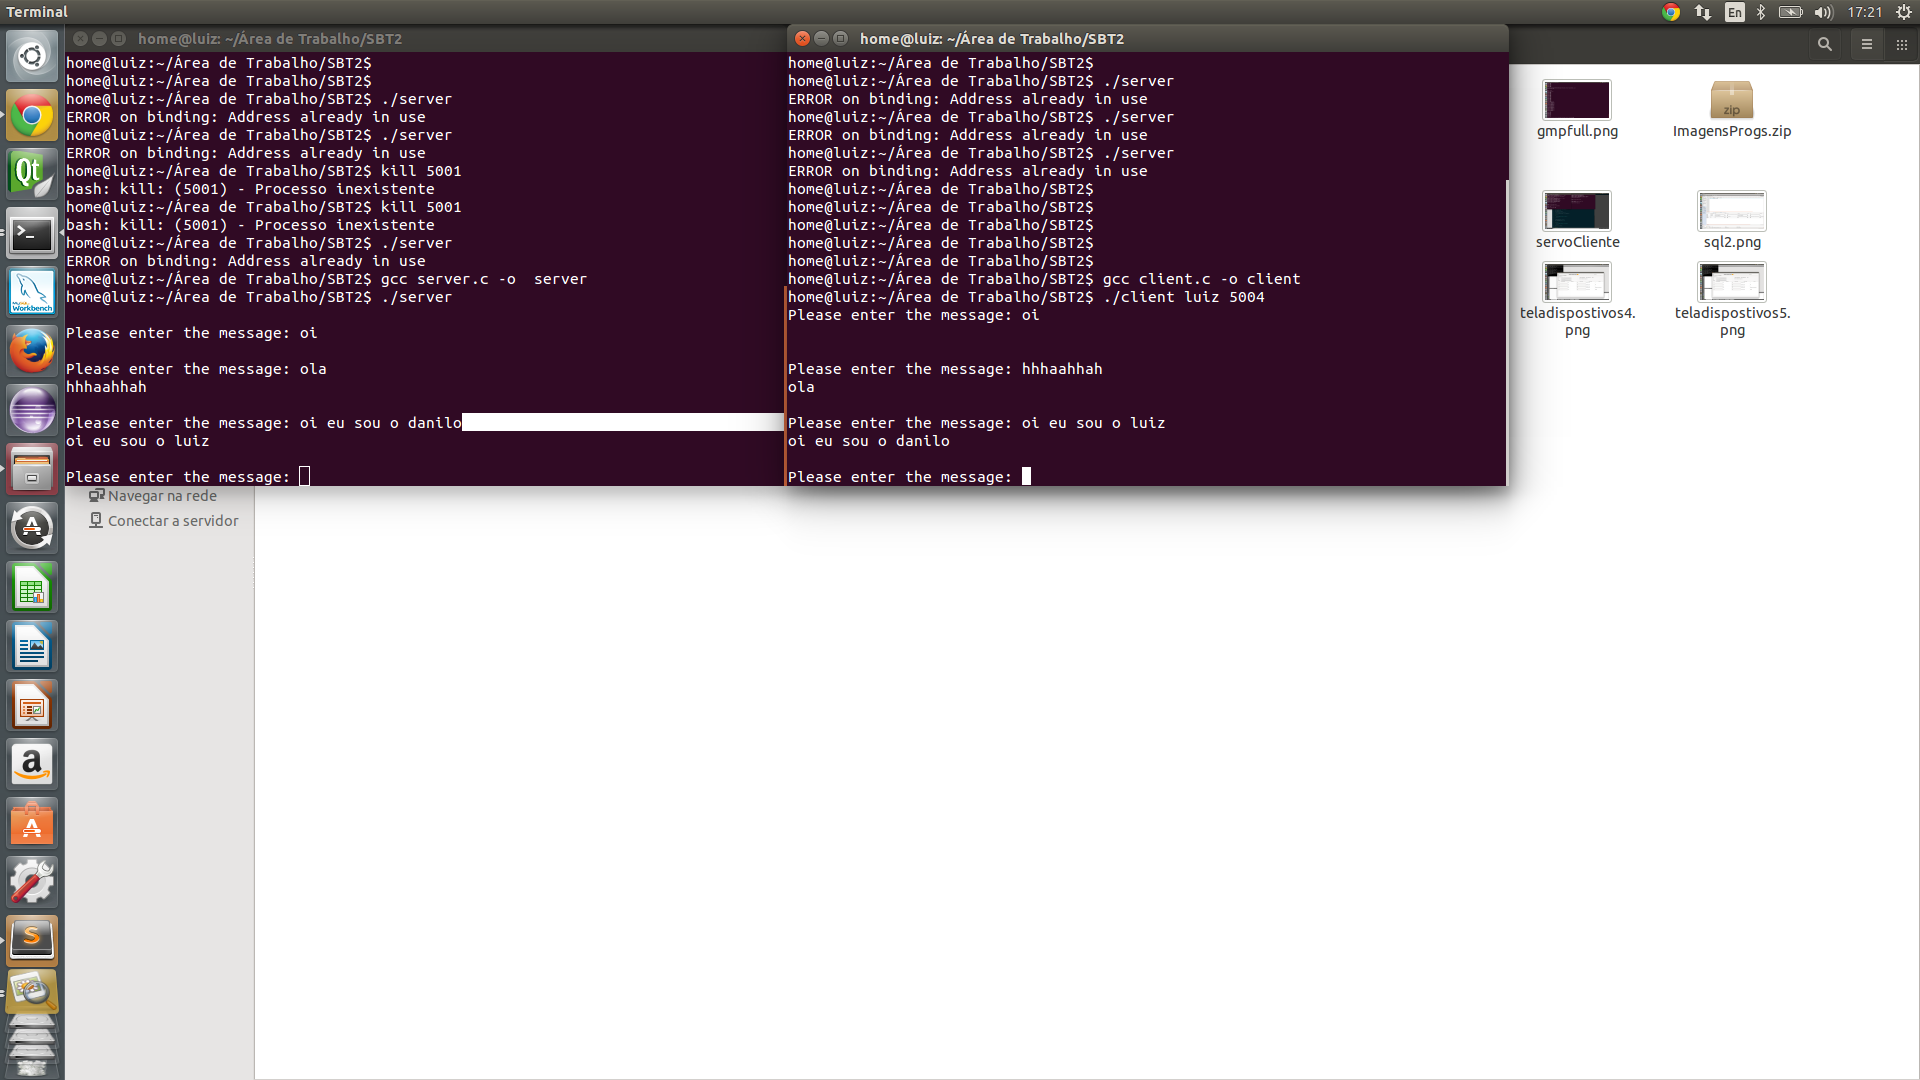 Terminal
En
17:21
home@luiz: ~/Área de Trabalho/SBT2
home@luiz:~/Área de Trabalho/SBT2$
home@luiz:~/Área de Trabalho/SBT2$
home@luiz:~/Área de Trabalho/SBT2$ ./server
ERROR on binding: Address already in use
home@luiz:~/Área de Trabalho/SBT2$ ./server
ERROR on binding: Address already in use
home@luiz:~/Área de Trabalho/SBT2$ kill 5001
bash: kill: (5001) - Processo inexistente
home@luiz:~/Área de Trabalho/SBT2$ kill 5001
bash: kill: (5001) - Processo inexistente
home@luiz:~/Área de Trabalho/SBT2$ ./server
ERROR on binding: Address already in use
home@luiz:~/Área de Trabalho/SBT2$ gcc server.c -o  server
home@luiz:~/Área de Trabalho/SBT2$ ./server
Please enter the message: oi
Please enter the message: ola
hhhaahhah
Please enter the message: oi eu sou o danilo
oi eu sou o luiz
Please enter the message:
home@luiz: ~/Área de Trabalho/SBT2
home@luiz:~/Área de Trabalho/SBT2$
home@luiz:~/Área de Trabalho/SBT2$ ./server
ERROR on binding: Address already in use
home@luiz:~/Área de Trabalho/SBT2$ ./server
ERROR on binding: Address already in use
home@luiz:~/Área de Trabalho/SBT2$ ./server
ERROR on binding: Address already in use
home@luiz:~/Área de Trabalho/SBT2$
home@luiz:~/Área de Trabalho/SBT2$
home@luiz:~/Área de Trabalho/SBT2$
home@luiz:~/Área de Trabalho/SBT2$
home@luiz:~/Área de Trabalho/SBT2$
home@luiz:~/Área de Trabalho/SBT2$ gcc client.c -o client
home@luiz:~/Área de Trabalho/SBT2$ ./client luiz 5004
Please enter the message: oi
Please enter the message: hhhaahhah
ola
Please enter the message: oi eu sou o luiz
oi eu sou o danilo
Please enter the message:
gmpfull.png
zip
ImagensProgs.zip
servoCliente
sql2.png
teladispostivos4.
png
teladispostivos5.
png
Navegar na rede
Conectar a servidor
Qt
MySQL
Workbench
a